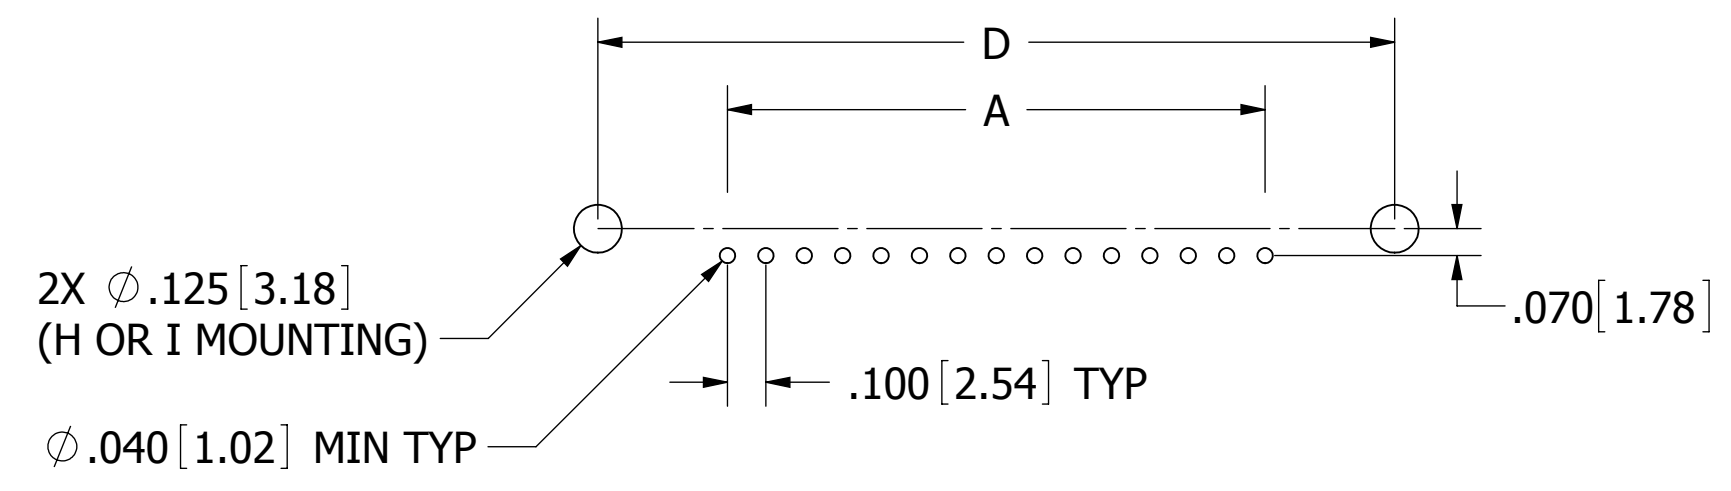 D
A
2X ∅.125[3.18]
(H OR I MOUNTING)
.070[1.78]
.100[2.54] TYP
∅.040[1.02] MIN TYP